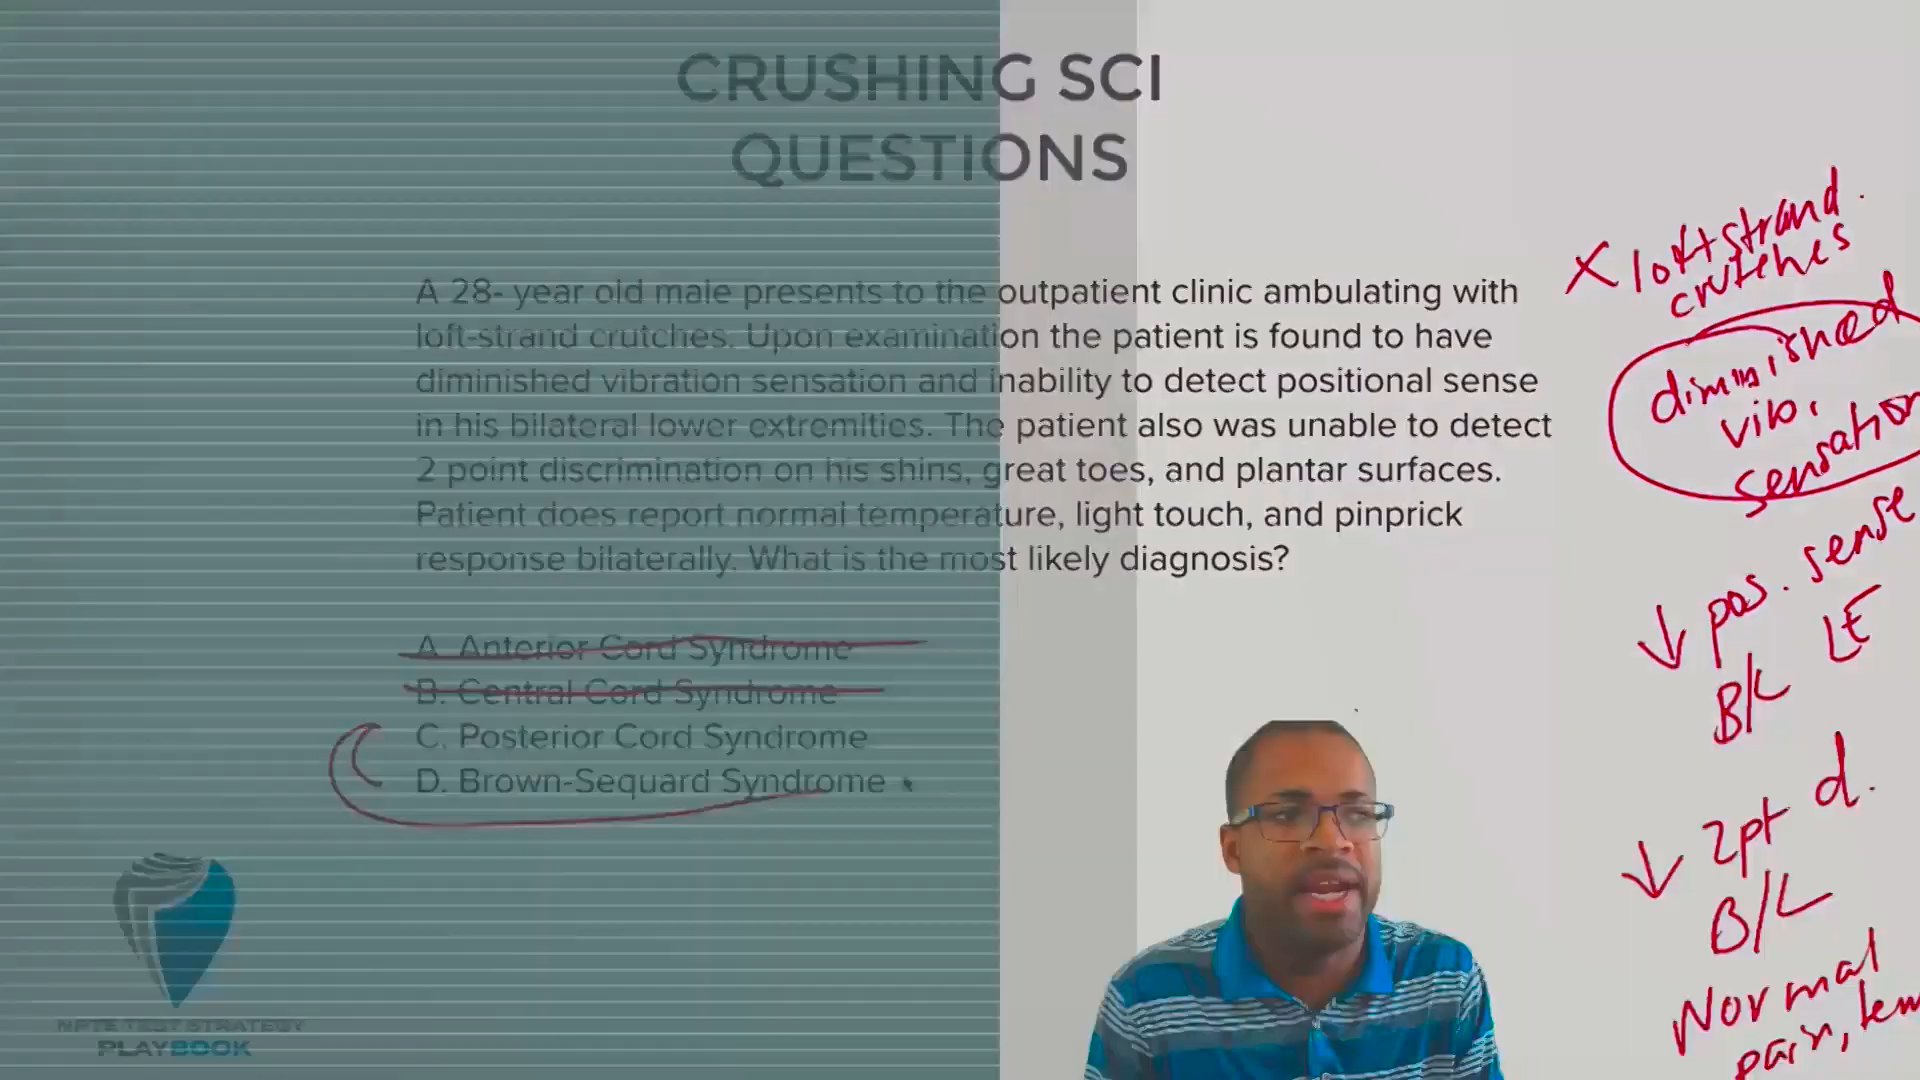 CRUSHING SCI
QUESTIONS
A 28- year old male presents to the outpatient clinic ambulating with
loft-strand crutches. Upon examination the patient is found to have
diminished vibration sensation and inability to detect positional sense
in his bilateral lower extremities. The patient also was unable to detect
2 point discrimination on his shins, great toes, and plantar surfaces.
Patient does report normal temperature, light touch, and pinprick
response bilaterally. What is the most likely diagnosis?
A. Anterior Cord Syndrome
B. Central Cord Syndrome
C. Posterior Cord Syndrome
D. Brown-Sequard Syndrome
NPTE TEST STRATEGY
PLAYBOOK
X loftstrand
crutches
diminished
vib.
sensation
↓ pos. sense
B/L LE
↓ 2pt d.
B/L
Normal
pain,